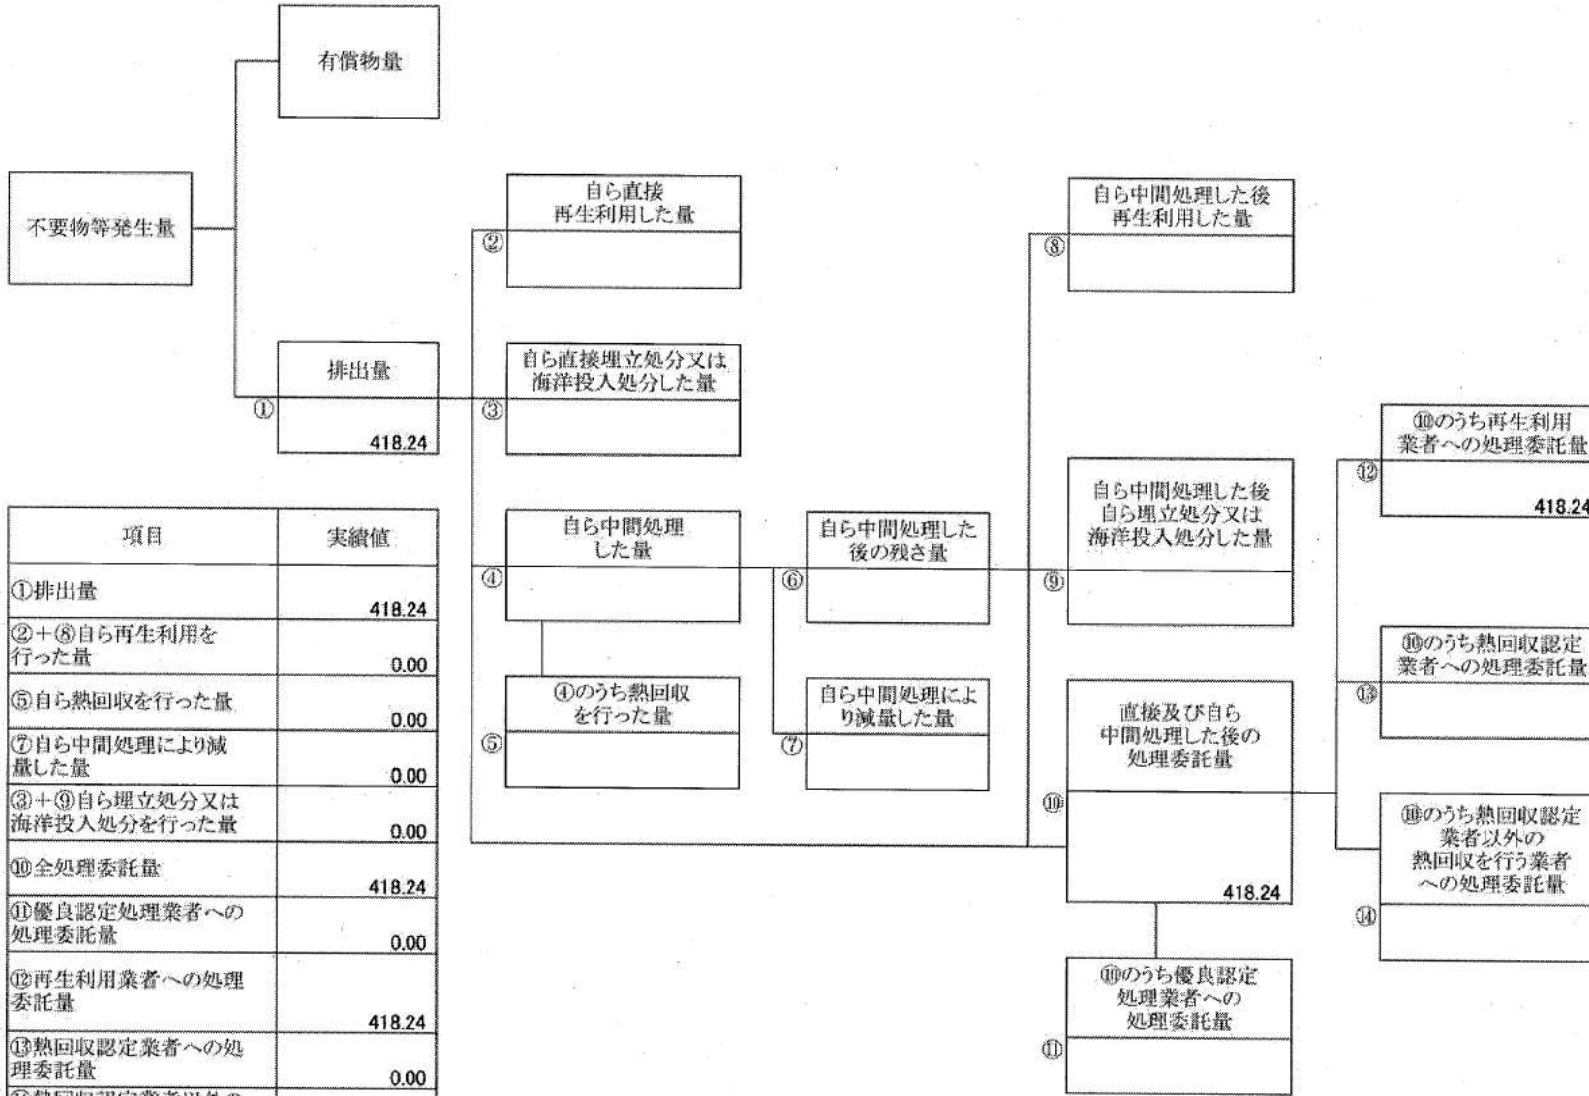 有償物量
不要物等発生量
排出量
①
418.24
自ら直接
再生利用した量
②
自ら直接埋立処分又は
海洋投入処分した量
③
自ら中間処理
した量
④
④のうち熱回収
を行った量
⑤
自ら中間処理した
後の残さ量
⑥
自ら中間処理によ
り減量した量
⑦
自ら中間処理した後
再生利用した量
⑧
自ら中間処理した後
自ら埋立処分又は
海洋投入処分した量
⑨
直接及び自ら
中間処理した後の
処理委託量
⑩
418.24
⑩のうち優良認定
処理業者への
処理委託量
⑪
⑩のうち再生利用
業者への処理委託量
⑫
418.24
⑩のうち熱回収認定
業者への処理委託量
⑬
⑩のうち熱回収認定
業者以外の
熱回収を行う業者
への処理委託量
⑭
項目 実績値
①排出量
418.24
②＋⑧自ら再生利用を
行った量 0.00
⑤自ら熱回収を行った量
0.00
⑦自ら中間処理により減
量した量 0.00
③＋⑨自ら埋立処分又は
海洋投入処分を行った量 0.00
⑩全処理委託量
418.24
⑪優良認定処理業者への
処理委託量 0.00
⑫再生利用業者への処理
委託量
418.24
⑬熱回収認定業者への処
理委託量 0.00
⑭熱回収認定業者以外の